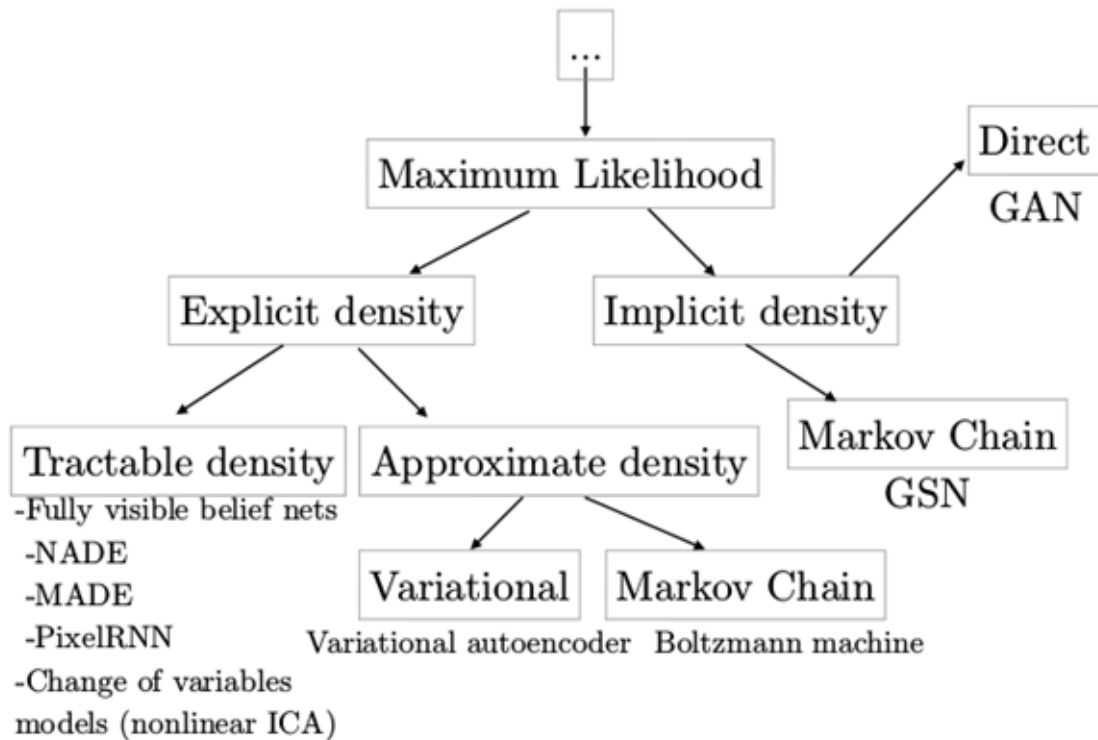 ...
Maximum Likelihood
Direct
GAN
Explicit density
Implicit density
Tractable density
-Fully visible belief nets
-NADE
-MADE
-PixelRNN
-Change of variables
models (nonlinear ICA)
Approximate density
Variational
Variational autoencoder
Markov Chain
Boltzmann machine
Markov Chain
GSN